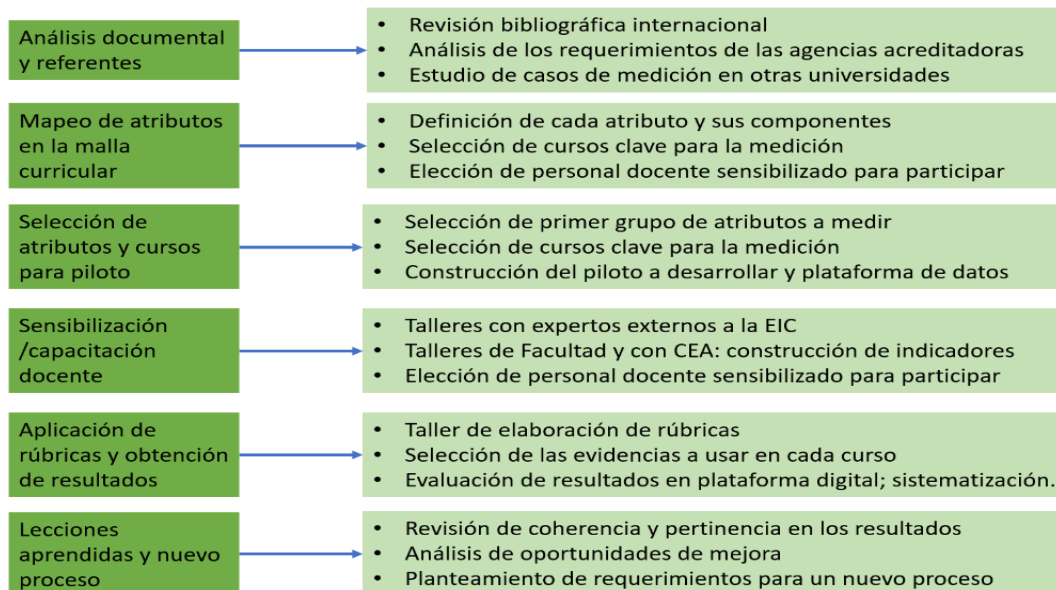 Análisis documental
y referentes
• Revisión bibliográfica internacional
• Análisis de los requerimientos de las agencias acreditadoras
• Estudio de casos de medición en otras universidades
Mapeo de atributos
en la malla
curricular
• Definición de cada atributo y sus componentes
• Selección de cursos clave para la medición
• Elección de personal docente sensibilizado para participar
Selección de
atributos y cursos
para piloto
• Selección de primer grupo de atributos a medir
• Selección de cursos clave para la medición
• Construcción del piloto a desarrollar y plataforma de datos
Sensibilización
/capacitación
docente
• Talleres con expertos externos a la EIC
• Talleres de Facultad y con CEA: construcción de indicadores
• Elección de personal docente sensibilizado para participar
Aplicación de
rúbricas y obtención
de resultados
• Taller de elaboración de rúbricas
• Selección de las evidencias a usar en cada curso
• Evaluación de resultados en plataforma digital; sistematización.
Lecciones
aprendidas y nuevo
proceso
• Revisión de coherencia y pertinencia en los resultados
• Análisis de oportunidades de mejora
• Planteamiento de requerimientos para un nuevo proceso